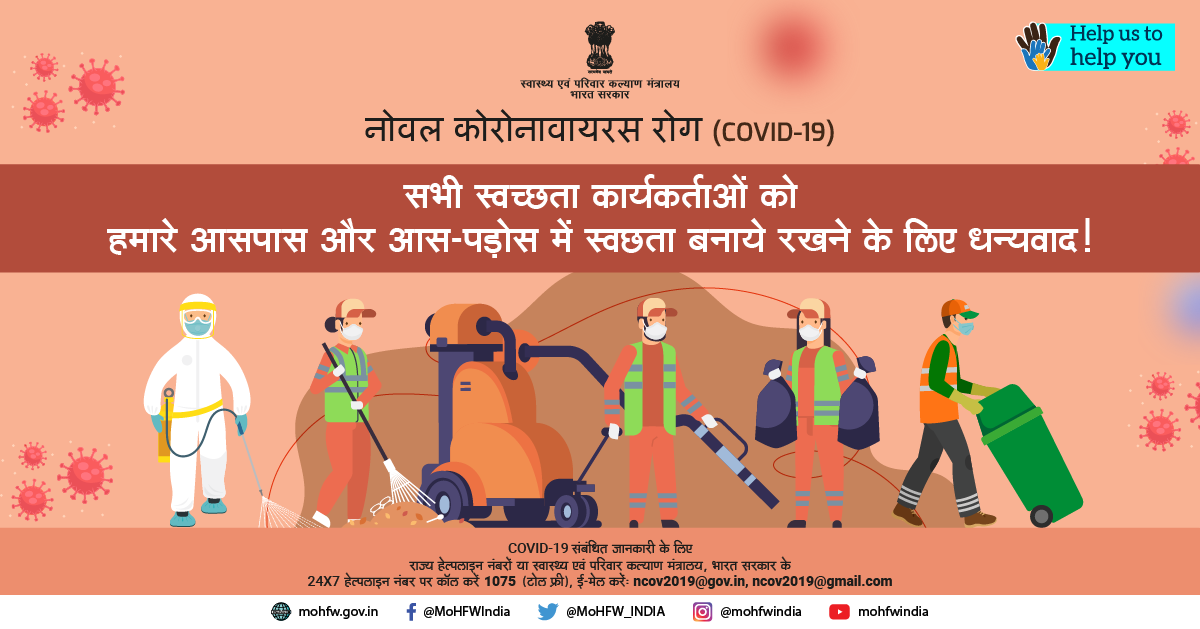 Help us to
help you
स्वास्थ्य एवं परिवार कल्याण मंत्रालय
भारत सरकार
नोवल कोरोनावायरस रोग (COVID-19)
सभी स्वच्छता कार्यकर्ताओं को
हमारे आसपास और आस-पड़ोस में स्वछता बनाये रखने के लिए धन्यवाद!
COVID-19 संबंधित जानकारी के लिए
राज्य हेल्पलाइन नंबरों या स्वास्थ्य एवं परिवार कल्याण मंत्रालय, भारत सरकार के
24X7 हेल्पलाइन नंबर पर कॉल करें 1075 (टोल फ्री), ई-मेल करें: ncov2019@gov.in, ncov2019@gmail.com
mohfw.gov.in @MoHFWIndia @MoHFW_INDIA @mohfwindia mohfwindia